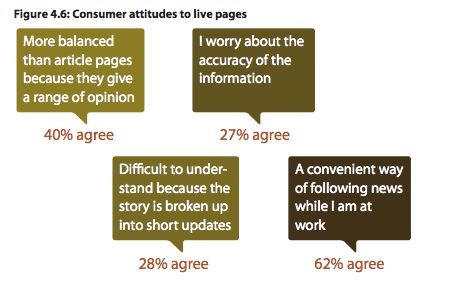 Figure 4.6: Consumer attitudes to live pages
More balanced
than article pages
because they give
a range of opinion
40% agree
I worry about the
accuracy of the
information
27% agree
Difficult to under-
stand because the
story is broken up
into short updates
28% agree
A convenient way
of following news
while I am at
work
62% agree